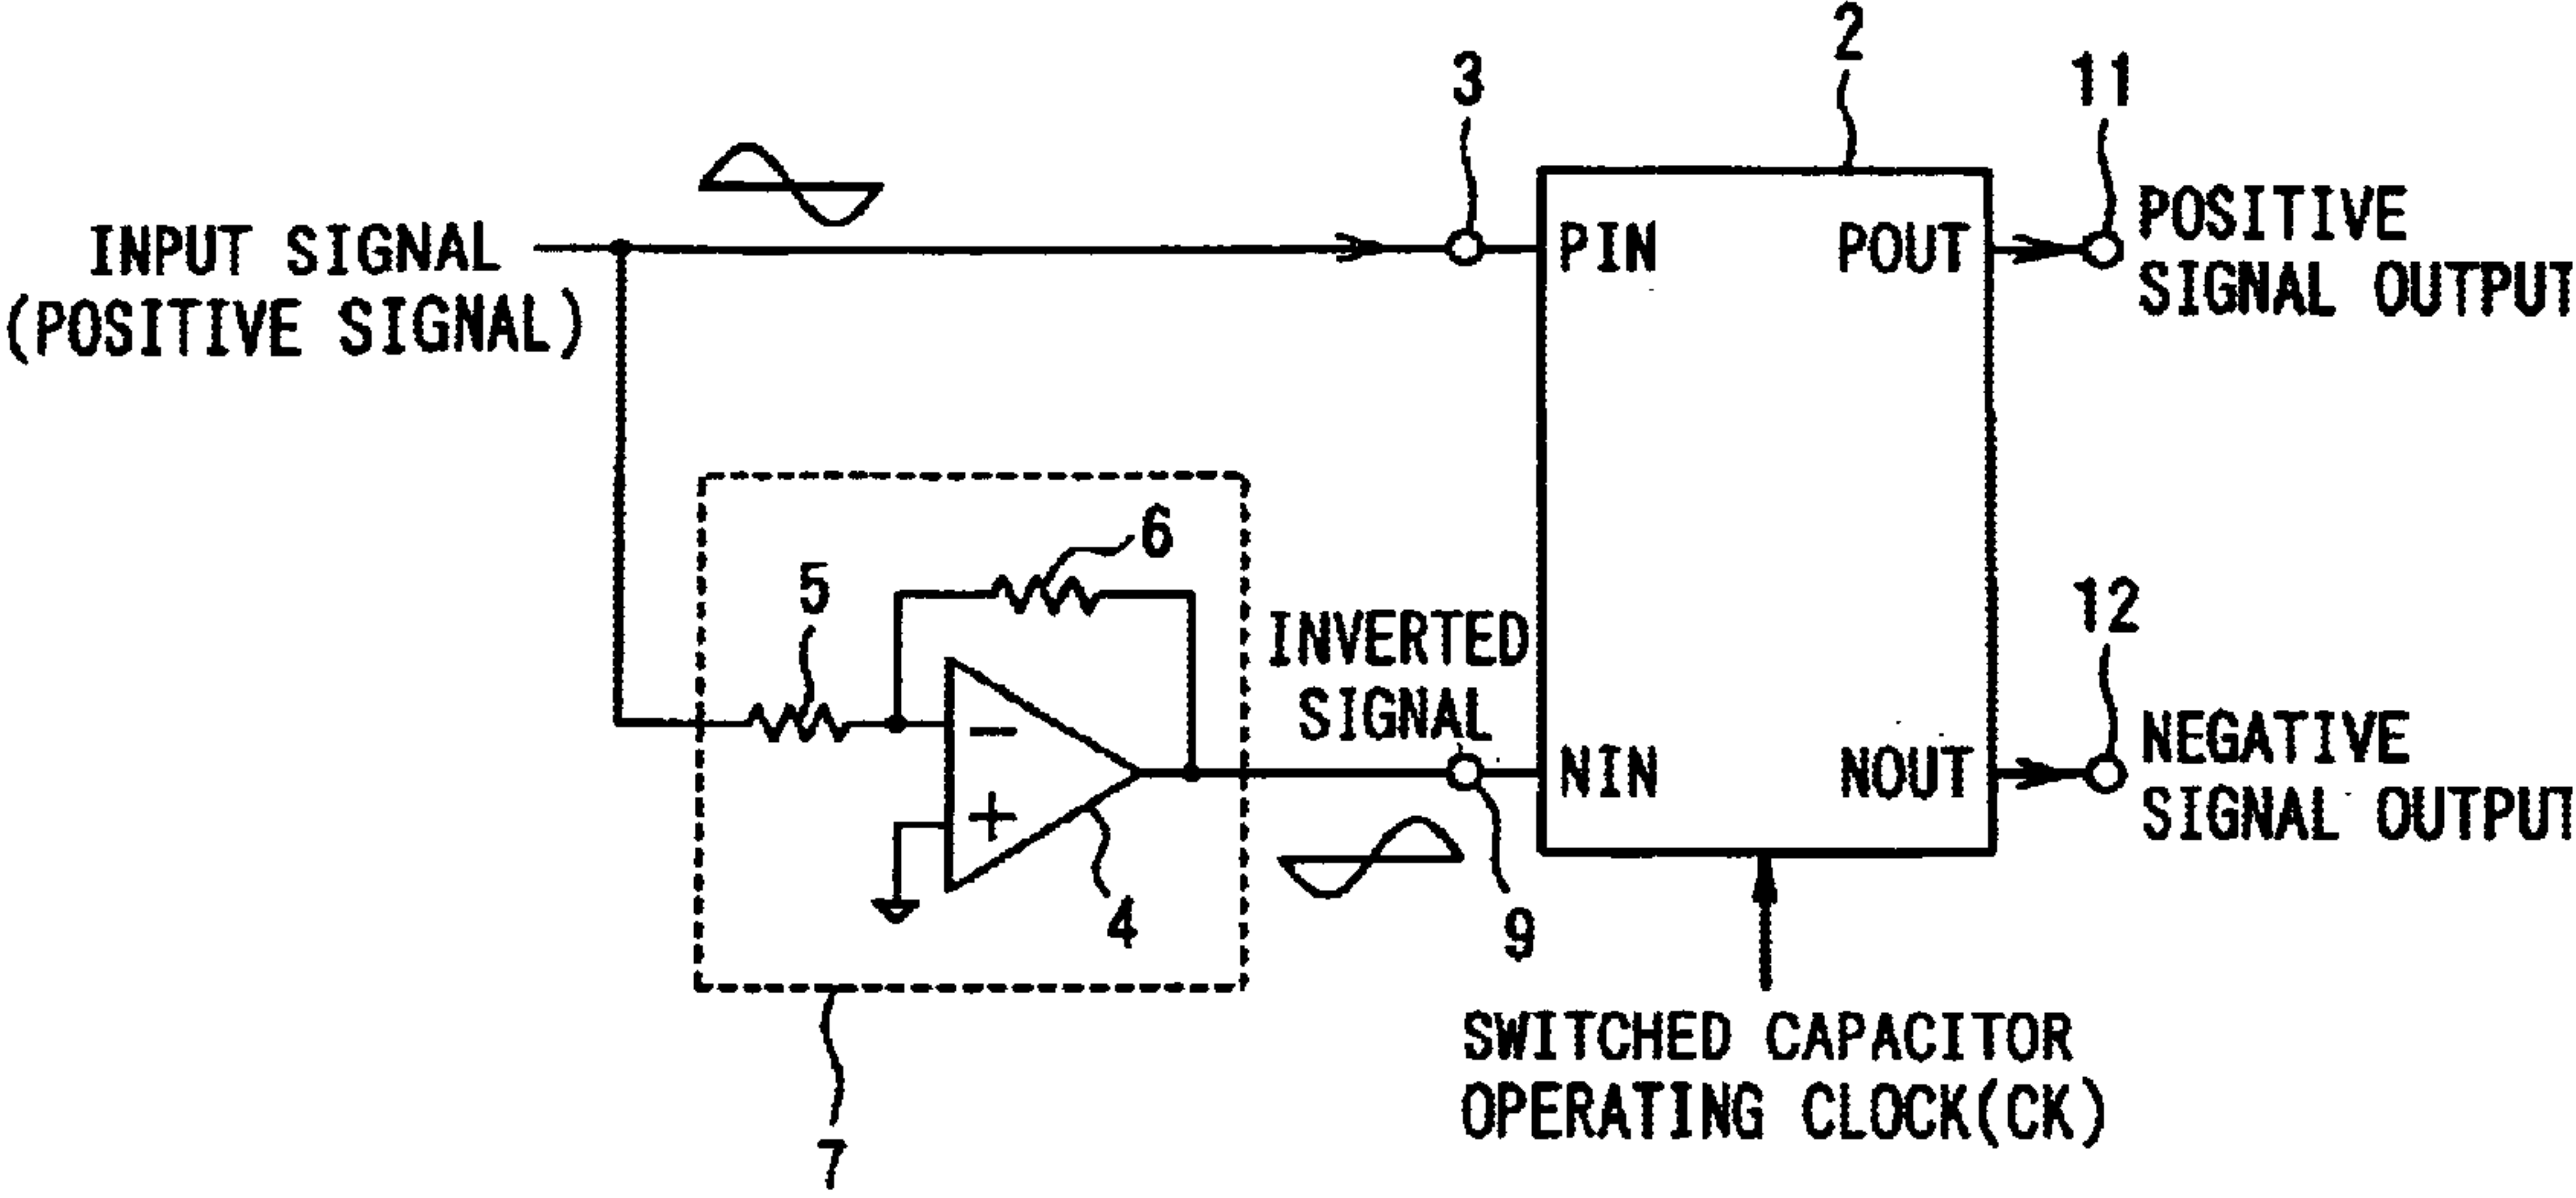 2
3
11
INPUT SIGNAL
(POSITIVE SIGNAL)
PIN
POUT
POSITIVE
SIGNAL OUTPUT
5
6
−
+
4
INVERTED
SIGNAL
9
NIN
NOUT
12
NEGATIVE
SIGNAL OUTPUT
7
SWITCHED CAPACITOR
OPERATING CLOCK(CK)